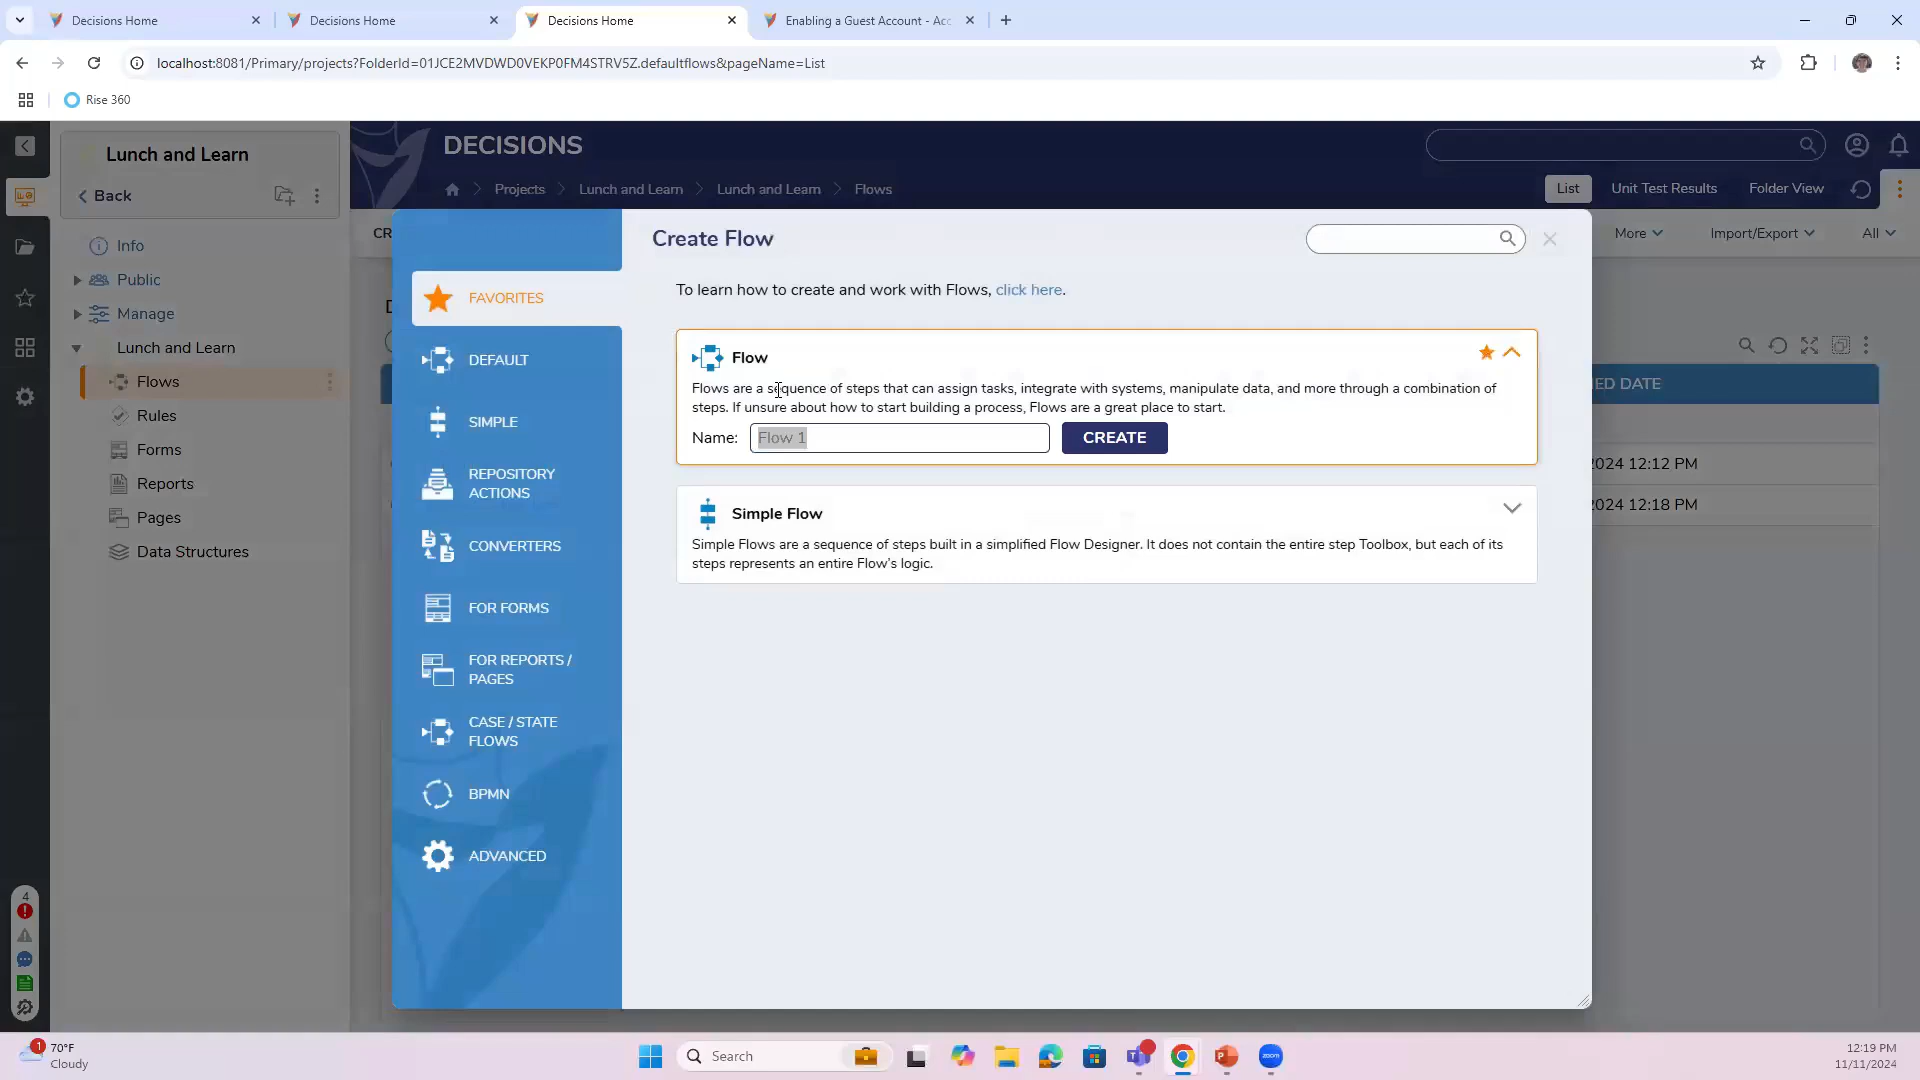 Decisions Home
Decisions Home
Decisions Home
Enabling a Guest Account - Acc
localhost:8081/Primary/projects?FolderId=01JCE2MVDWD0VEKP0FM4STRV5Z.defaultflows&pageName=List
Rise 360
Lunch and Learn
Back
Info
Public
Manage
Lunch and Learn
Flows
Rules
Forms
Reports
Pages
Data Structures
4
DECISIONS
Projects
Lunch and Learn
Lunch and Learn
Flows
List
Unit Test Results
Folder View
CR
More
Import/Export
All
D
ED DATE
2024 12:12 PM
2024 12:18 PM
FAVORITES
DEFAULT
SIMPLE
REPOSITORY
ACTIONS
CONVERTERS
FOR FORMS
FOR REPORTS /
PAGES
CASE / STATE
FLOWS
BPMN
ADVANCED
Create Flow
To learn how to create and work with Flows, click here.
Flow
Flows are a sequence of steps that can assign tasks, integrate with systems, manipulate data, and more through a combination of
steps. If unsure about how to start building a process, Flows are a great place to start.
Name:
Flow 1
CREATE
Simple Flow
Simple Flows are a sequence of steps built in a simplified Flow Designer. It does not contain the entire step Toolbox, but each of its
steps represents an entire Flow's logic.
1
70°F
Cloudy
Search
zoom
12:19 PM
11/11/2024